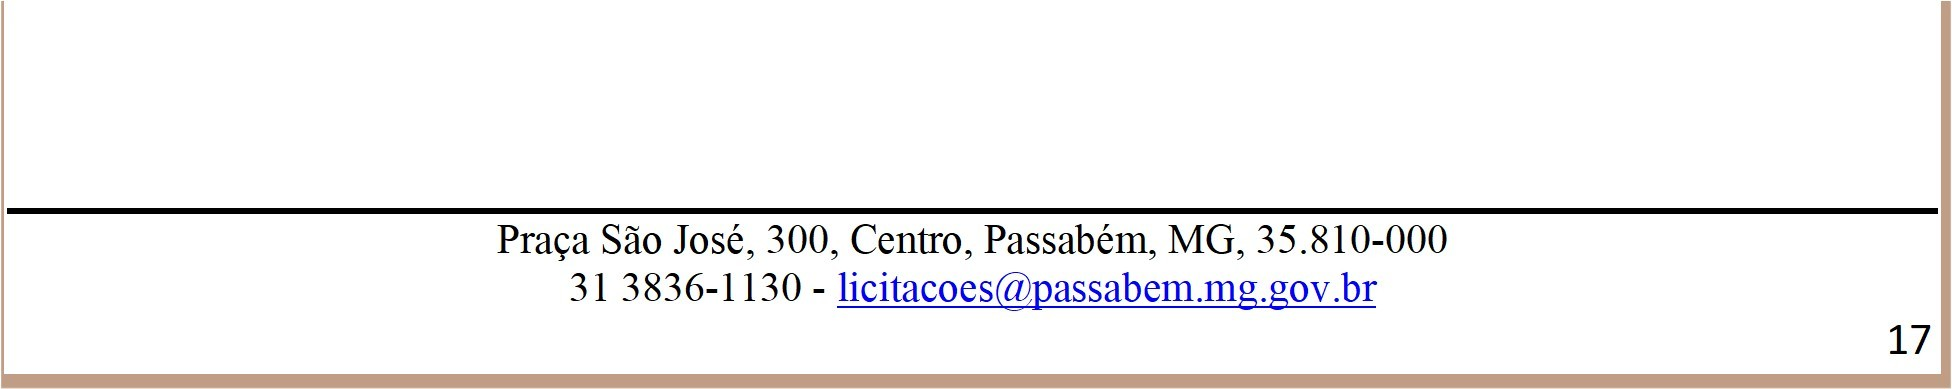 Praça São José, 300, Centro, Passabém, MG, 35.810-000
31 3836-1130 - licitacoes@passabem.mg.gov.br
17